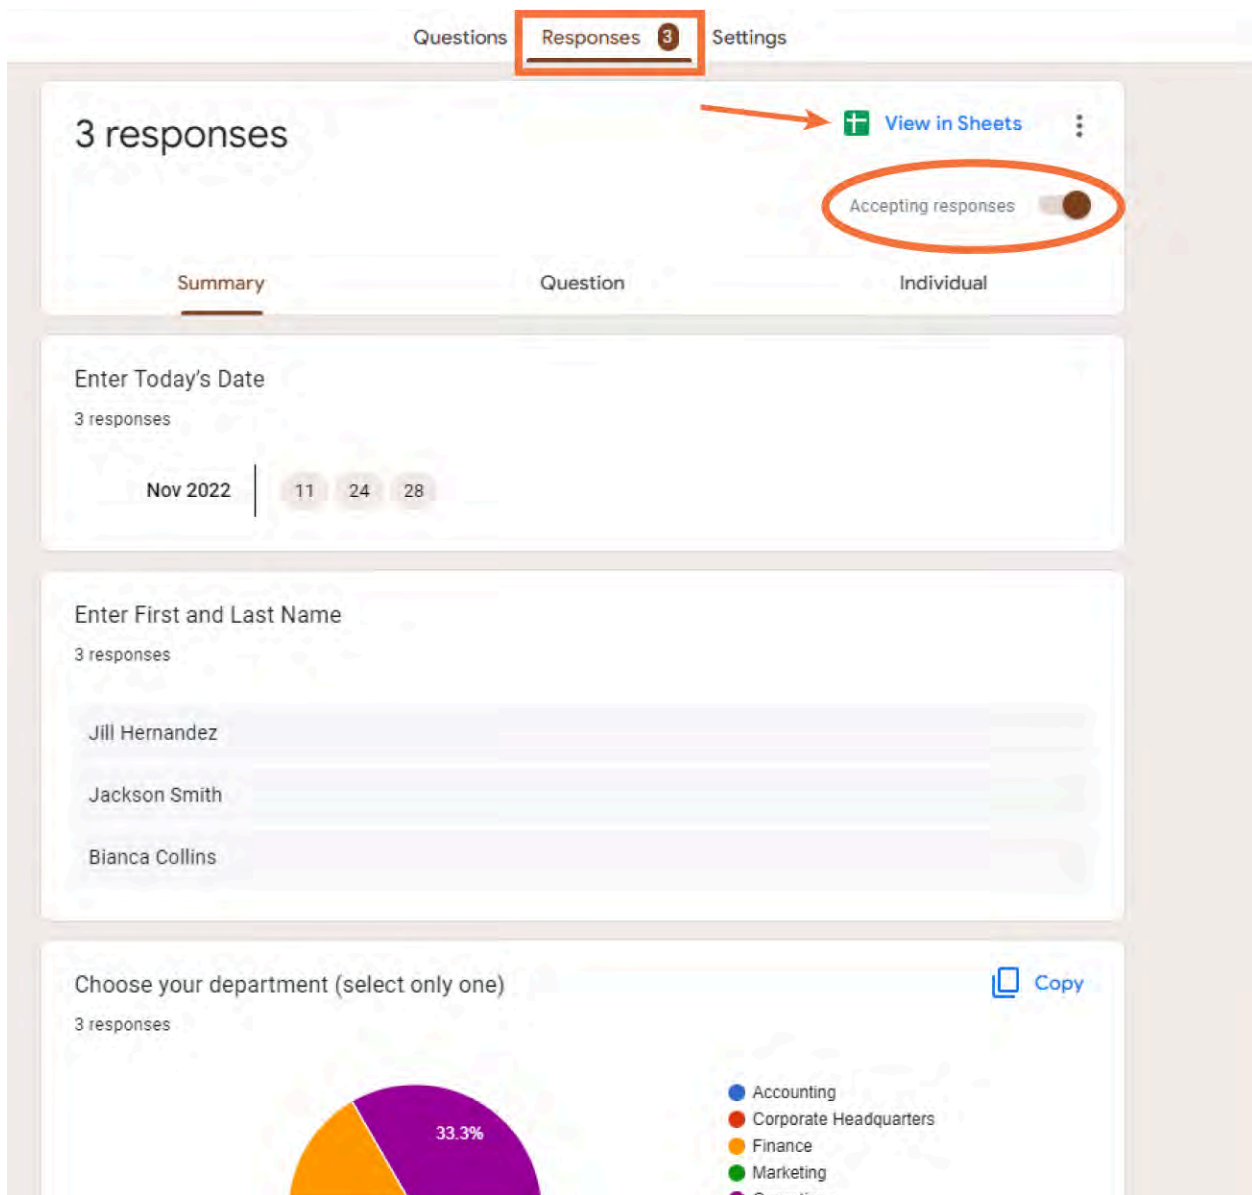 Questions Responses 3 Settings
3 responses
View in Sheets
Accepting responses
Summary Question Individual
Enter Today's Date
3 responses
Nov 2022 11 24 28
Enter First and Last Name
3 responses
Jill Hernandez
Jackson Smith
Bianca Collins
Choose your department (select only one)
Copy
3 responses
33.3%
Accounting
Corporate Headquarters
Finance
Marketing